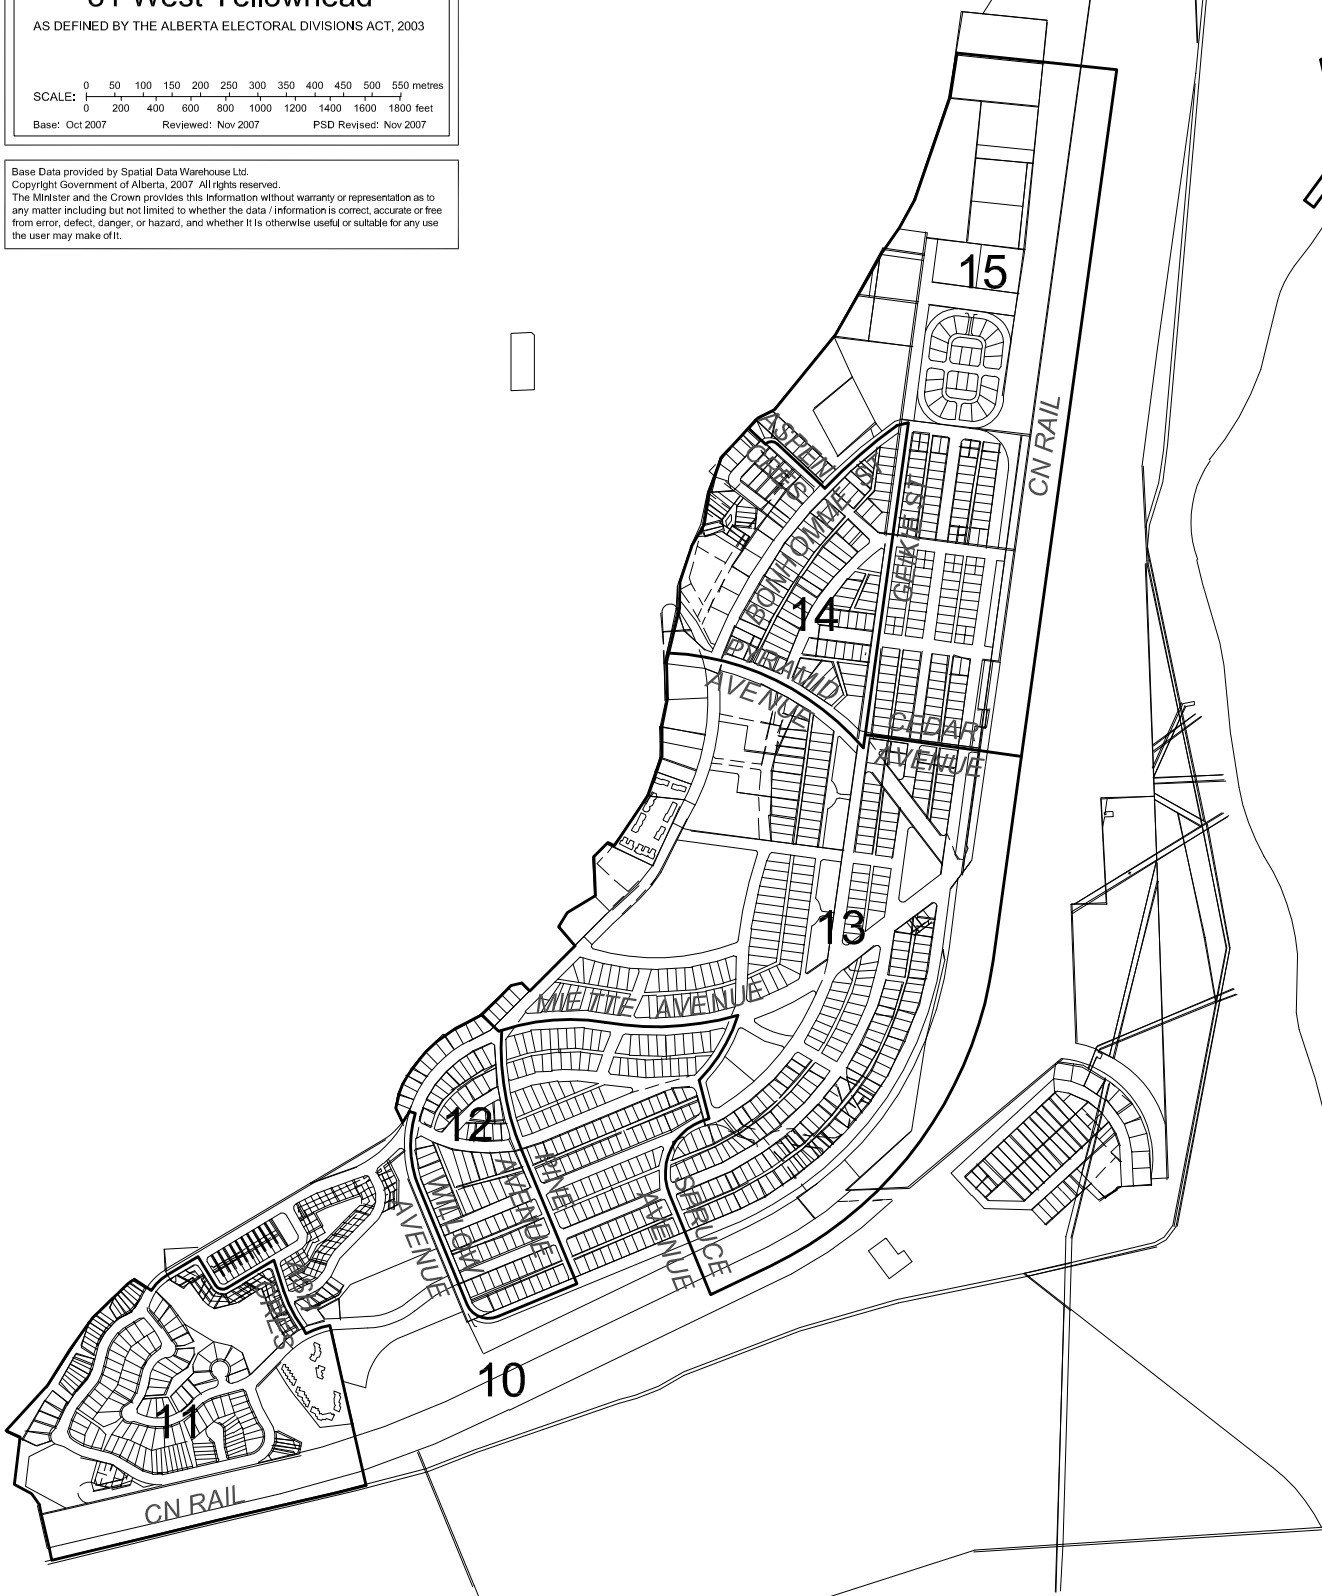 81 West Yellowhead
AS DEFINED BY THE ALBERTA ELECTORAL DIVISIONS ACT, 2003
0 50 100 150 200 250 300 350 400 450 500 550 metres
SCALE:
0 200 400 600 800 1000 1200 1400 1600 1800 feet
Base: Oct 2007 Reviewed: Nov 2007 PSD Revised: Nov 2007
Base Data provided by Spatial Data Warehouse Ltd.
Copyright Government of Alberta, 2007 All rights reserved.
The Minister and the Crown provides this information without warranty or representation as to
any matter including but not limited to whether the data / information is correct, accurate or free
from error, defect, danger, or hazard, and whether it is otherwise useful or suitable for any use
the user may make of it.
15
CN RAIL
ASPEN
CRES
BONHOMME ST
GEIKIE ST
14
PYRAMID
AVENUE
CEDAR
AVENUE
13
MIETTE AVENUE
12
PINE
AVENUE
WILLOW
AVENUE
SPRUCE
AVENUE
10
11
CN RAIL